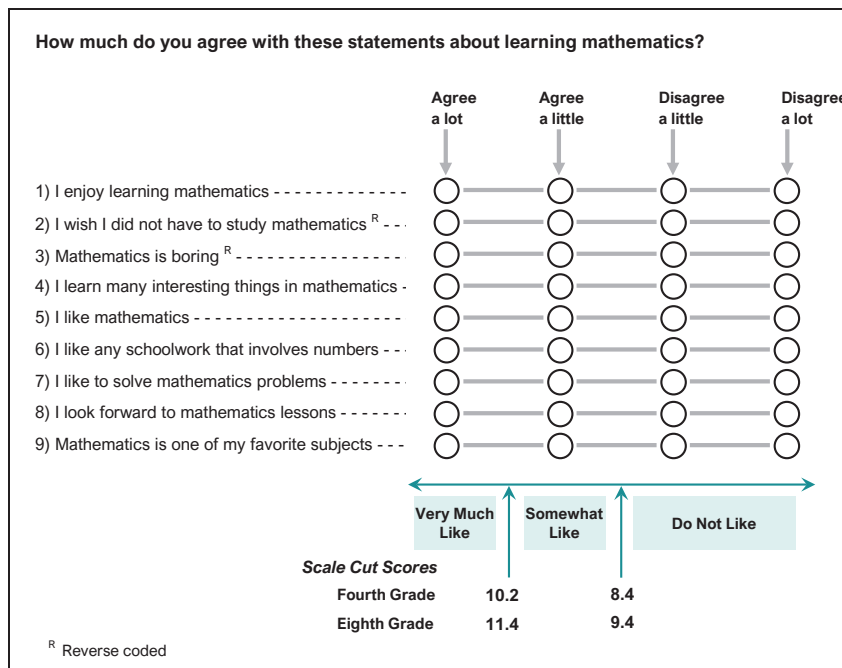 How much do you agree with these statements about learning mathematics?
Agree a lot
Agree a little
Disagree a little
Disagree a lot
1) I enjoy learning mathematics - - - - - - - - - - - - - - -
2) I wish I did not have to study mathematics R - - -
3) Mathematics is boring R - - - - - - - - - - - - - - - - - -
4) I learn many interesting things in mathematics -
5) I like mathematics - - - - - - - - - - - - - - - - - - - - - - -
6) I like any schoolwork that involves numbers - - -
7) I like to solve mathematics problems - - - - - - - - -
8) I look forward to mathematics lessons - - - - - - - -
9) Mathematics is one of my favorite subjects - - - -
Very Much Like
Somewhat Like
Do Not Like
Scale Cut Scores
Fourth Grade 10.2 8.4
Eighth Grade 11.4 9.4
R Reverse coded